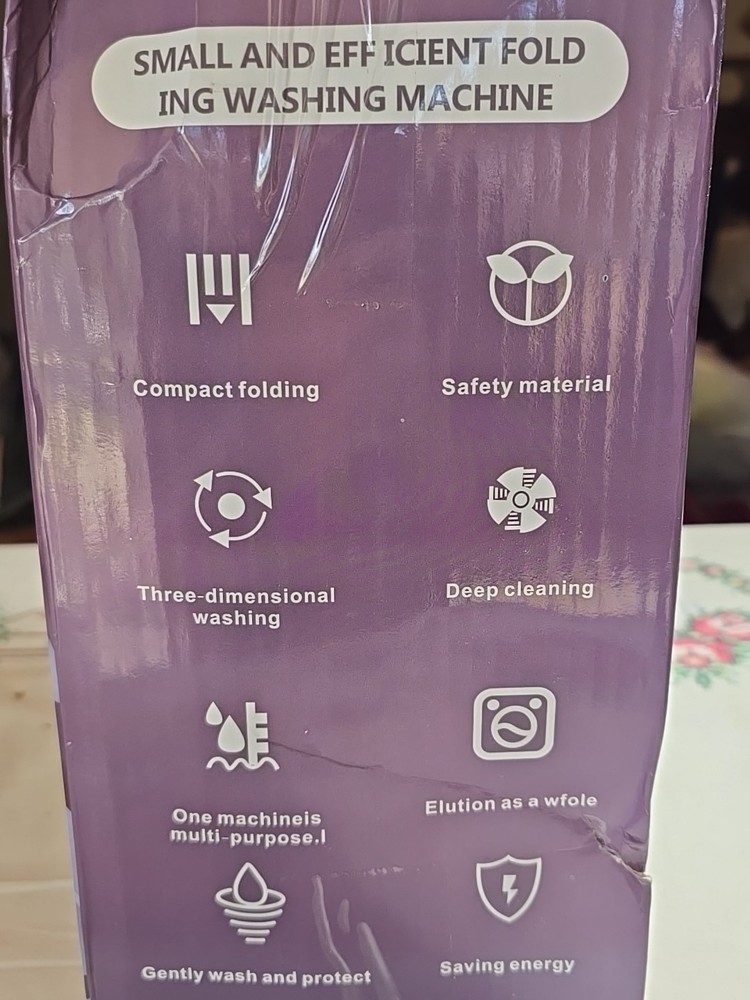 SMALL AND EFF ICIENT FOLD
ING WASHING MACHINE
Compact folding
Safety material
Three-dimensional
washing
Deep cleaning
One machineis
multi-purpose.l
Elution as a wfole
Gently wash and protect
Saving energy